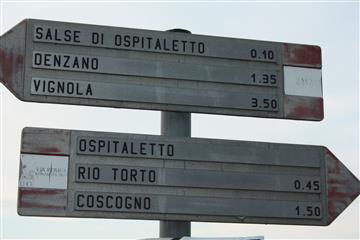 SALSE DI OSPITALETTO 0.10
DENZANO 1.35
VIGNOLA 3.50
OSPITALETTO
RIO TORTO 0.45
COSCOGNO 1.50